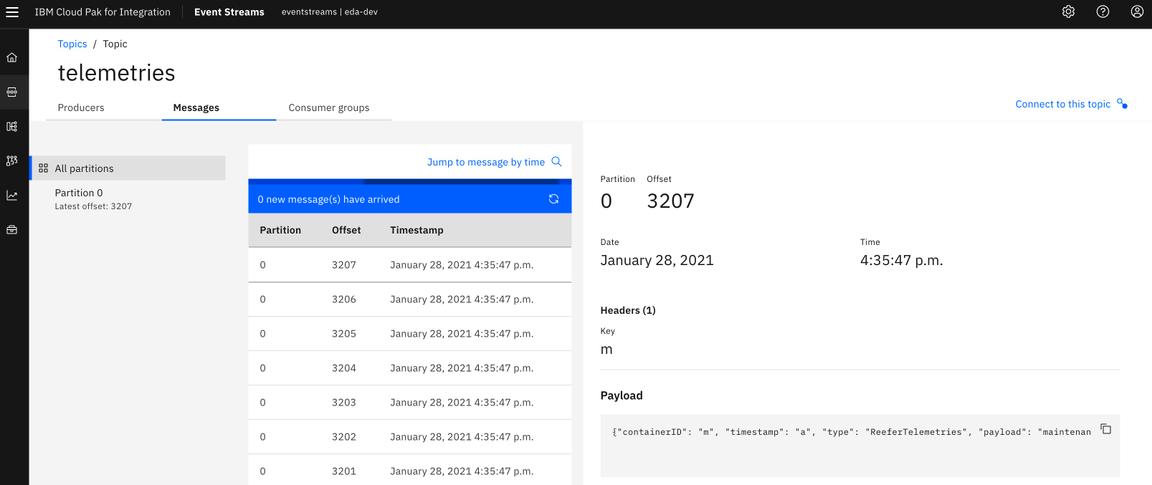 IBM Cloud Pak for Integration Event Streams eventstreams | eda-dev
Topics / Topic
telemetries
Producers Messages Consumer groups
Connect to this topic
All partitions
Partition 0
Latest offset: 3207
Jump to message by time
0 new message(s) have arrived
Partition Offset Timestamp
0 3207 January 28, 2021 4:35:47 p.m.
0 3206 January 28, 2021 4:35:47 p.m.
0 3205 January 28, 2021 4:35:47 p.m.
0 3204 January 28, 2021 4:35:47 p.m.
0 3203 January 28, 2021 4:35:47 p.m.
0 3202 January 28, 2021 4:35:47 p.m.
0 3201 January 28, 2021 4:35:47 p.m.
Partition Offset
0 3207
Date Time
January 28, 2021 4:35:47 p.m.
Headers (1)
Key
m
Payload
{"containerID": "m", "timestamp": "a", "type": "ReeferTelemetries", "payload": "maintenan